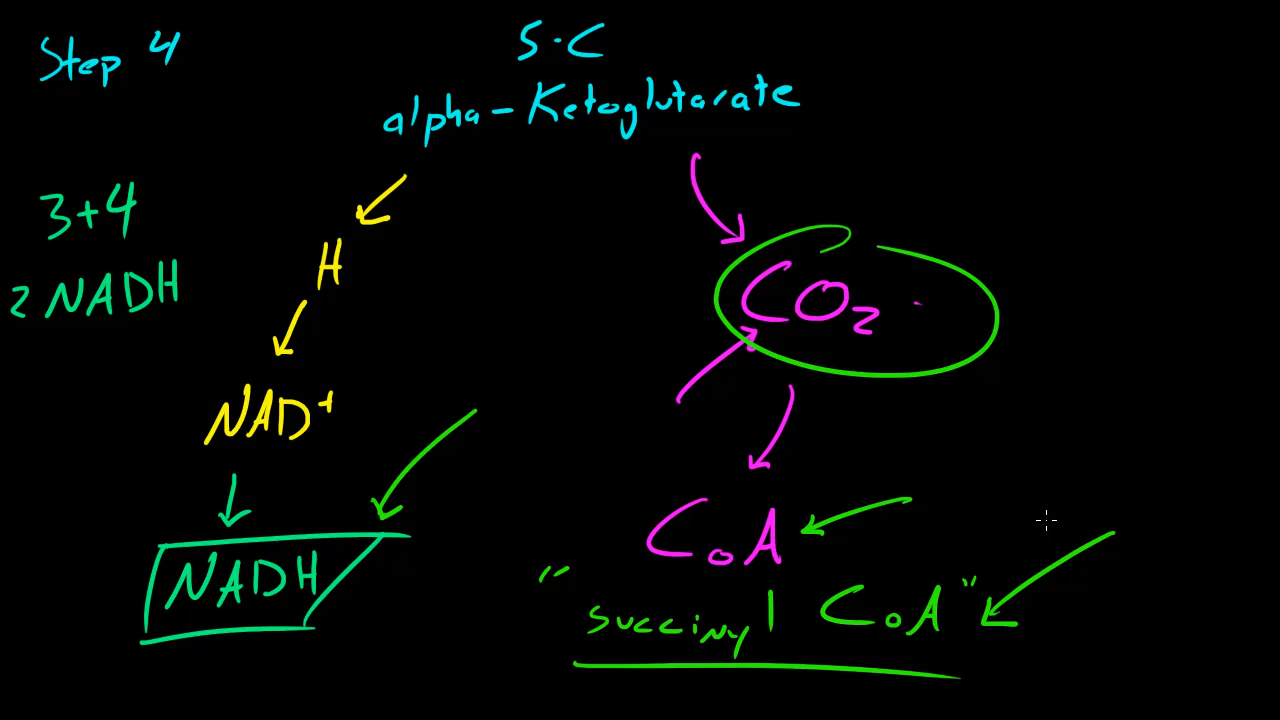 Step 4
5-C
alpha-Ketoglutarate
3+4
2 NADH
H
CO2
NAD+
NADH
CoA
"succinyl CoA"